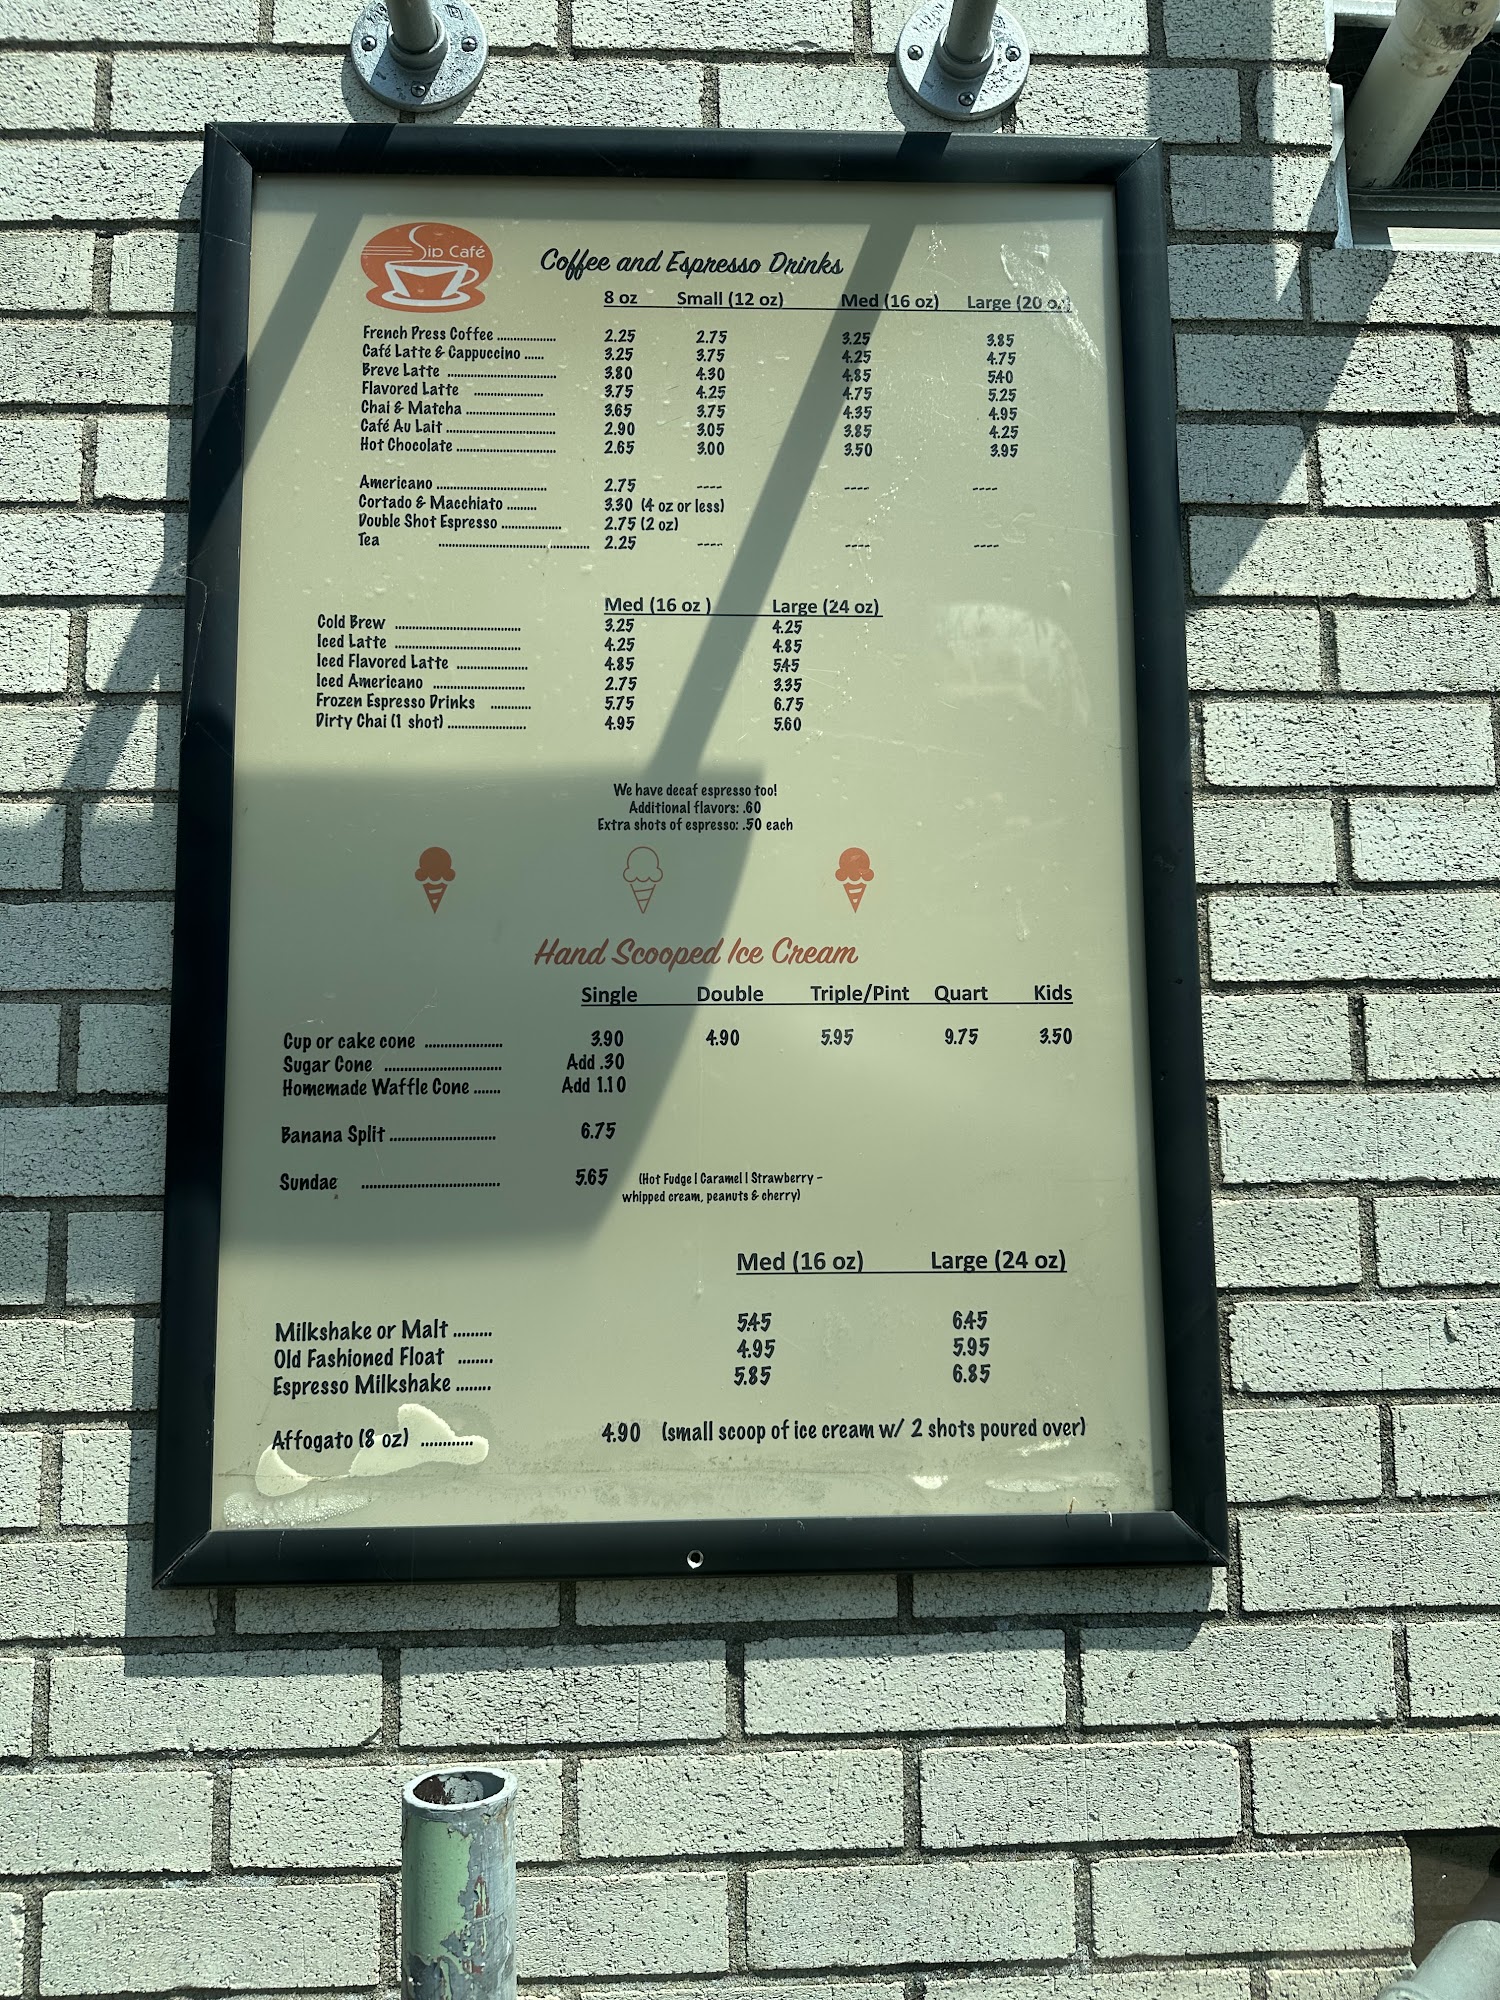 Sip Café
Coffee and Espresso Drinks
8 oz Small (12 oz) Med (16 oz) Large (20 oz)
French Press Coffee ................... 2.25 2.75 3.25 3.85
Café Latte & Cappuccino ...... 3.25 3.75 4.25 4.75
Breve Latte ................................... 3.80 4.30 4.85 5.40
Flavored Latte ...................... 3.75 4.25 4.75 5.25
Chai & Matcha ............................ 3.65 3.75 4.35 4.95
Café Au Lait .................................. 2.90 3.05 3.85 4.25
Hot Chocolate ............................... 2.65 3.00 3.50 3.95
Americano ................................... 2.75 ---- ---- ----
Cortado & Macchiato ......... 3.30 (4 oz or less)
Double Shot Espresso ................... 2.75 (2 oz)
Tea ................................................ 2.25 ---- ---- ----
Med (16 oz ) Large (24 oz)
Cold Brew ........................................ 3.25 4.25
Iced Latte ........................................ 4.25 4.85
Iced Flavored Latte ...................... 4.85 5.45
Iced Americano ............................. 2.75 3.35
Frozen Espresso Drinks ............ 5.75 6.75
Dirty Chai (1 shot) ........................ 4.95 5.60
We have decaf espresso too!
Additional flavors: .60
Extra shots of espresso: .50 each
Hand Scooped Ice Cream
Single Double Triple/Pint Quart Kids
Cup or cake cone .................... 3.90 4.90 5.95 9.75 3.50
Sugar Cone .............................. Add .30
Homemade Waffle Cone ....... Add 1.10
Banana Split ........................... 6.75
Sundae ................................... 5.65 (Hot Fudge | Caramel | Strawberry –
whipped cream, peanuts & cherry)
Med (16 oz) Large (24 oz)
Milkshake or Malt ......... 5.45 6.45
Old Fashioned Float ........ 4.95 5.95
Espresso Milkshake ........ 5.85 6.85
Affogato (8 oz) ............ 4.90 (small scoop of ice cream w/ 2 shots poured over)